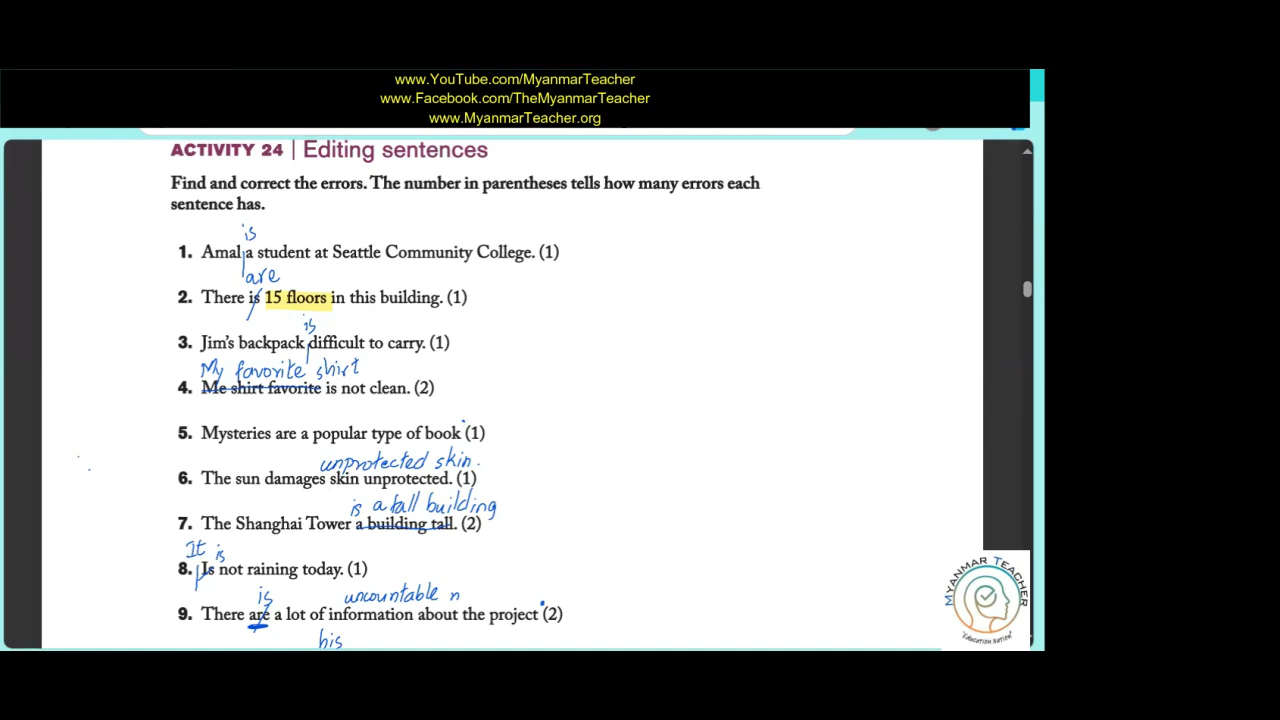 www.YouTube.com/MyanmarTeacher
www.Facebook.com/TheMyanmarTeacher
www.MyanmarTeacher.org
ACTIVITY 24 | Editing sentences
Find and correct the errors. The number in parentheses tells how many errors each
sentence has.
is
1. Amal a student at Seattle Community College. (1)
are
2. There is 15 floors in this building. (1)
is
3. Jim's backpack difficult to carry. (1)
My favorite shirt
4. Me shirt favorite is not clean. (2)
5. Mysteries are a popular type of book. (1)
unprotected skin.
6. The sun damages skin unprotected. (1)
is a tall building
7. The Shanghai Tower a building tall. (2)
It is
8. Is not raining today. (1)
is uncountable n
9. There are a lot of information about the project. (2)
his
MYANMAR TEACHER
"Education Nation"